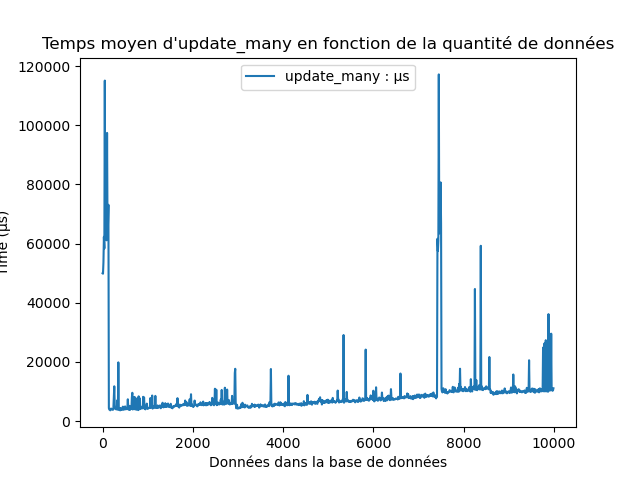 Temps moyen d'update_many en fonction de la quantité de données
update_many : µs
120000
100000
80000
60000
40000
20000
0
Time (µs)
0 2000 4000 6000 8000 10000
Données dans la base de données